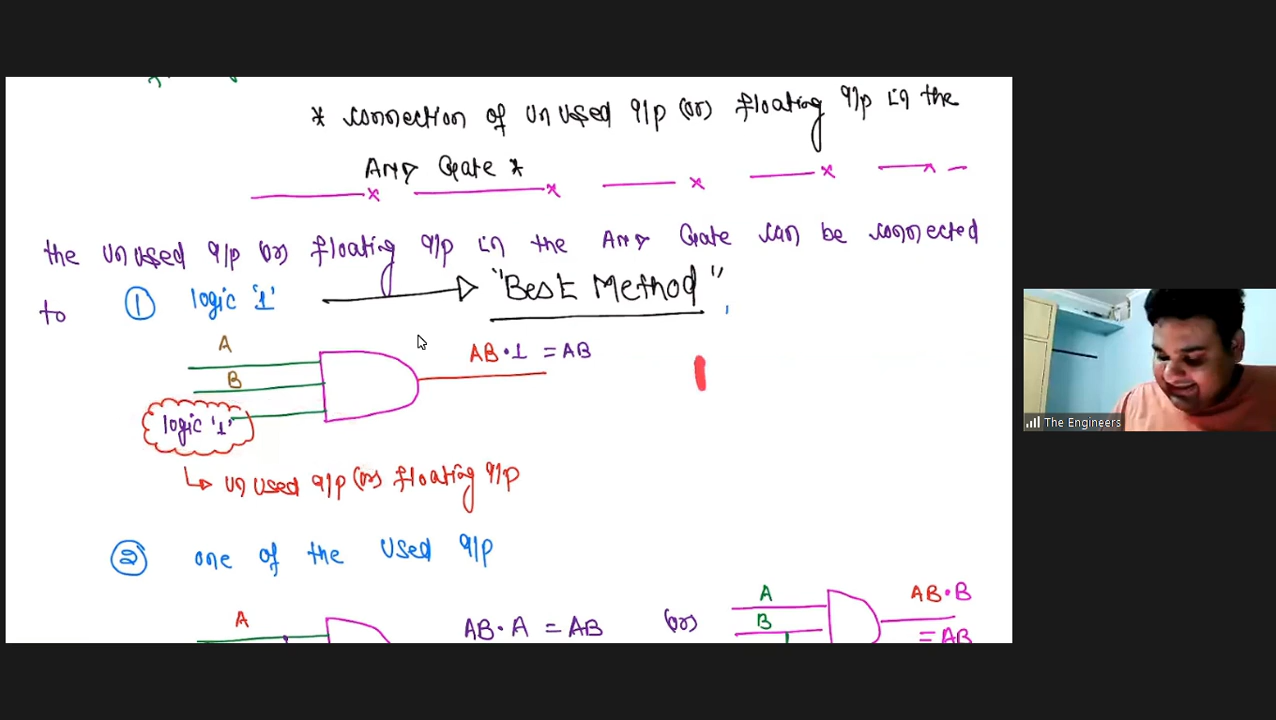 * connection of unused i/p (or) floating i/p in the
AND Gate *
the unused i/p or floating i/p in the AND Gate can be connected
to ① logic '1' "Best Method"
A
AB·1 = AB
B
logic '1'
unused i/p (or) floating i/p
② one of the used i/p
A
AB·A = AB (or)
A
AB·B
B
= AB
The Engineers